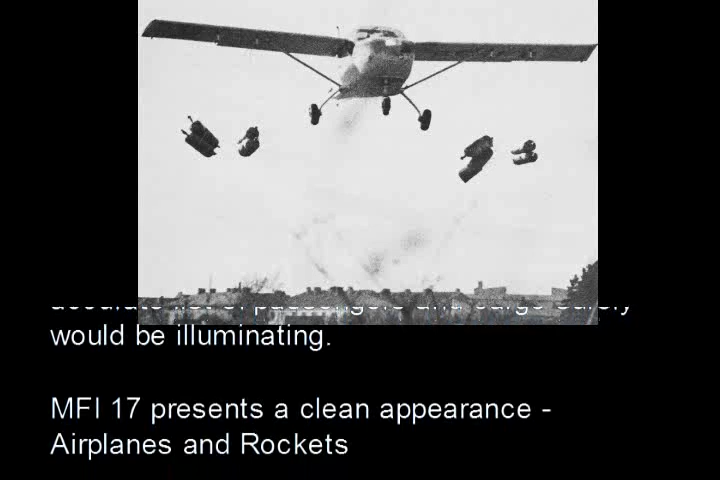 would be illuminating.
MFI 17 presents a clean appearance -
Airplanes and Rockets